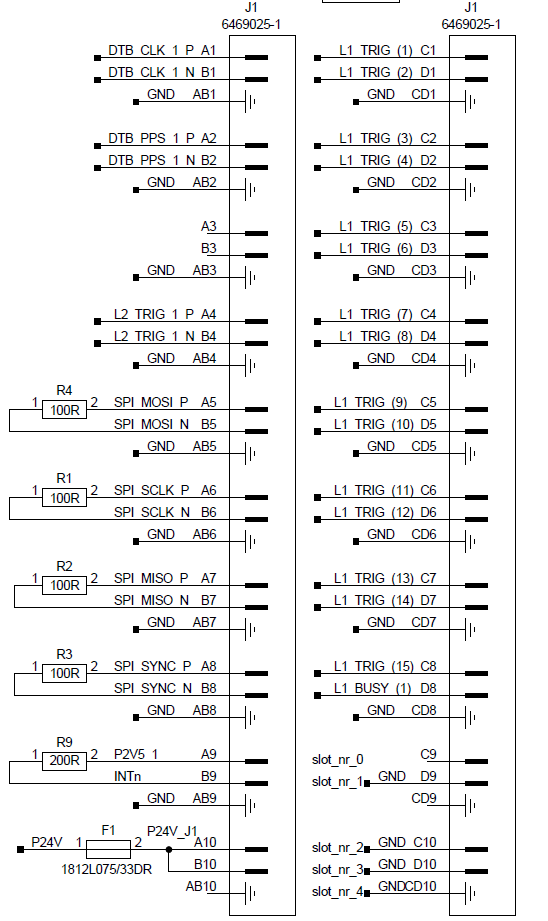 J1 J1
6469025-1 6469025-1
DTB CLK 1 P A1 L1 TRIG (1) C1
DTB CLK 1 N B1 L1 TRIG (2) D1
GND AB1 GND CD1
DTB PPS 1 P A2 L1 TRIG (3) C2
DTB PPS 1 N B2 L1 TRIG (4) D2
GND AB2 GND CD2
A3 L1 TRIG (5) C3
B3 L1 TRIG (6) D3
GND AB3 GND CD3
L2 TRIG 1 P A4 L1 TRIG (7) C4
L2 TRIG 1 N B4 L1 TRIG (8) D4
GND AB4 GND CD4
R4
1 100R 2 SPI MOSI P A5 L1 TRIG (9) C5
SPI MOSI N B5 L1 TRIG (10) D5
GND AB5 GND CD5
R1
1 100R 2 SPI SCLK P A6 L1 TRIG (11) C6
SPI SCLK N B6 L1 TRIG (12) D6
GND AB6 GND CD6
R2
1 100R 2 SPI MISO P A7 L1 TRIG (13) C7
SPI MISO N B7 L1 TRIG (14) D7
GND AB7 GND CD7
R3
1 100R 2 SPI SYNC P A8 L1 TRIG (15) C8
SPI SYNC N B8 L1 BUSY (1) D8
GND AB8 GND CD8
R9
1 200R 2 P2V5 1 A9 slot_nr_0 C9
INTn B9 slot_nr_1 GND D9
GND AB9 CD9
F1 P24V_J1
P24V 1 2 A10 slot_nr_2 GND C10
1812L075/33DR B10 slot_nr_3 GND D10
AB10 slot_nr_4 GND CD10